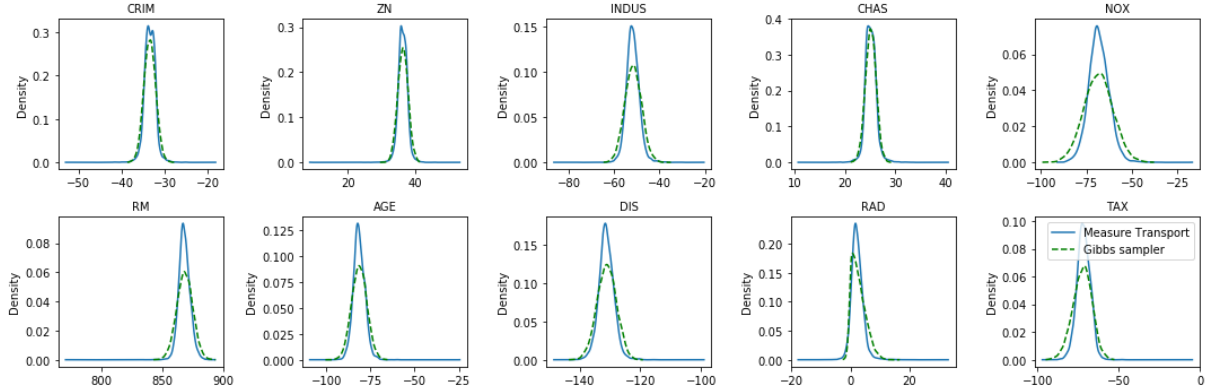 CRIM ZN INDUS CHAS NOX
Density 0.3 0.2 0.1 0.0
−50 −40 −30 −20
Density 0.3 0.2 0.1 0.0
20 40
Density 0.15 0.10 0.05 0.00
−80 −60 −40 −20
Density 0.4 0.3 0.2 0.1 0.0
10 20 30 40
Density 0.06 0.04 0.02 0.00
−100 −75 −50 −25
RM AGE DIS RAD TAX
Density 0.08 0.06 0.04 0.02 0.00
800 850 900
Density 0.125 0.100 0.075 0.050 0.025 0.000
−100 −75 −50 −25
Density 0.15 0.10 0.05 0.00
−140 −120 −100
Density 0.20 0.15 0.10 0.05 0.00
−20 0 20
Density 0.10 0.08 0.06 0.04 0.02 0.00
−100 −50 0
Measure Transport
Gibbs sampler